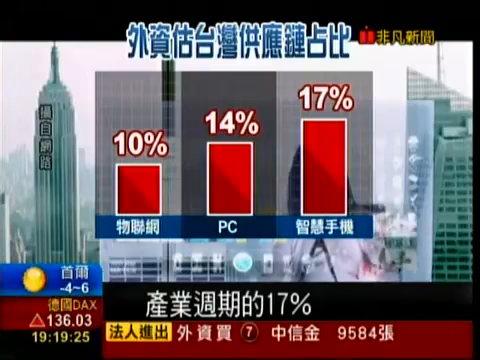 外資估台灣供應鏈占比
非凡新聞
攝自網路
17%
14%
10%
物聯網
PC
智慧手機
首爾
-4~6
產業週期的17%
德國DAX
△136.03
19:19:25
法人進出
外資買 ⑦ 中信金 9584張